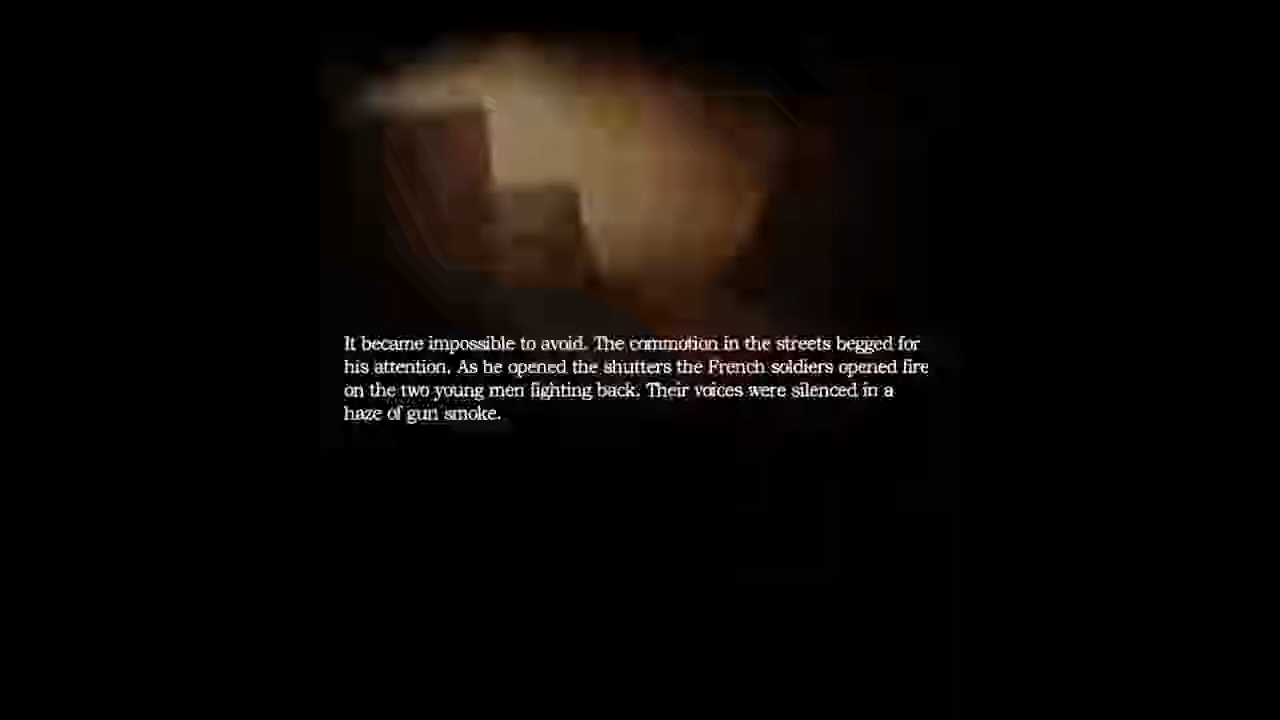 It became impossible to avoid. The commotion in the streets begged for
his attention. As he opened the shutters the French soldiers opened fire
on the two young men fighting back. Their voices were silenced in a
haze of gun smoke.